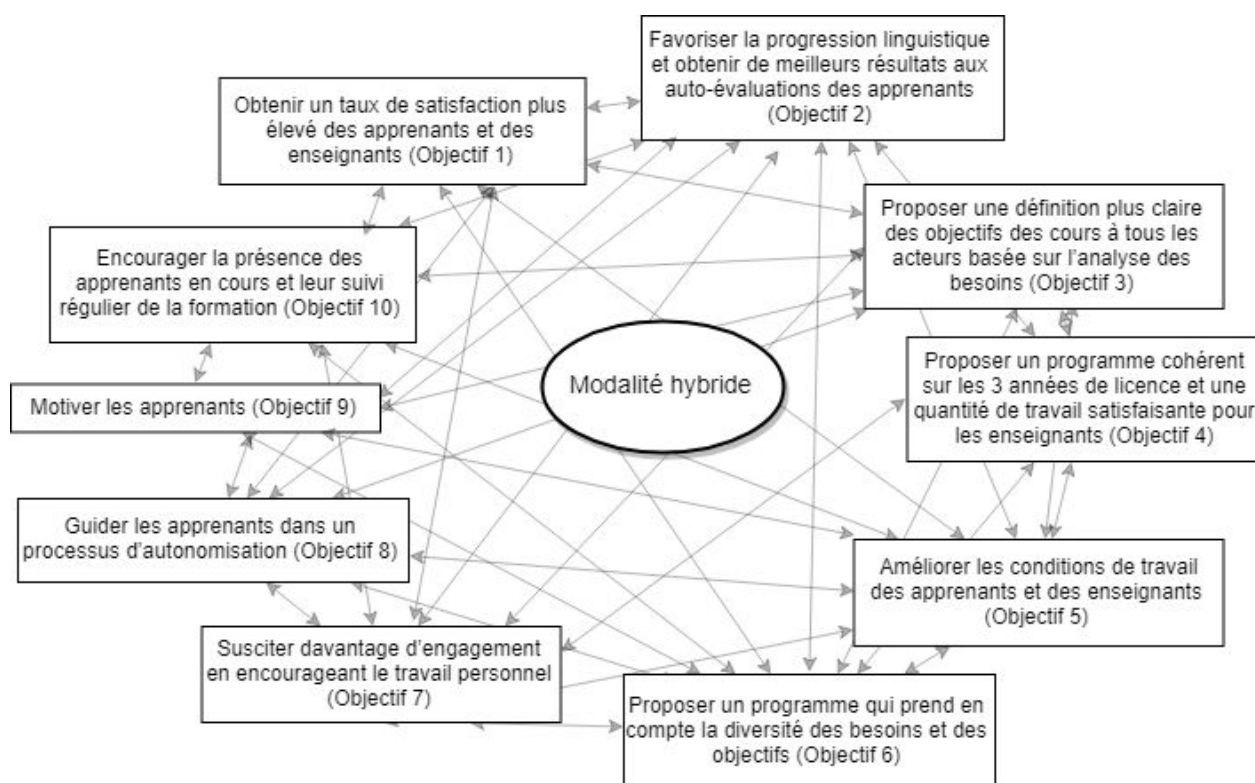 Favoriser la progression linguistique
et obtenir de meilleurs résultats aux
auto-évaluations des apprenants
(Objectif 2)
Obtenir un taux de satisfaction plus
élevé des apprenants et des
enseignants (Objectif 1)
Proposer une définition plus claire
des objectifs des cours à tous les
acteurs basée sur l'analyse des
besoins (Objectif 3)
Encourager la présence des
apprenants en cours et leur suivi
régulier de la formation (Objectif 10)
Modalité hybride
Proposer un programme cohérent
sur les 3 années de licence et une
quantité de travail satisfaisante pour
les enseignants (Objectif 4)
Motiver les apprenants (Objectif 9)
Guider les apprenants dans un
processus d'autonomisation (Objectif 8)
Améliorer les conditions de travail
des apprenants et des enseignants
(Objectif 5)
Susciter davantage d'engagement
en encourageant le travail personnel
(Objectif 7)
Proposer un programme qui prend en
compte la diversité des besoins et des
objectifs (Objectif 6)